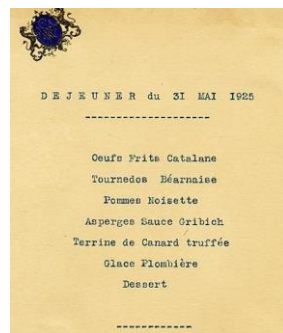 DEJEUNER du 31 MAI 1925
Oeufs Frits Catalane
Tournedos Béarnaise
Pommes Noisette
Asperges Sauce Gribich
Terrine de Canard truffée
Glace Plombière
Dessert